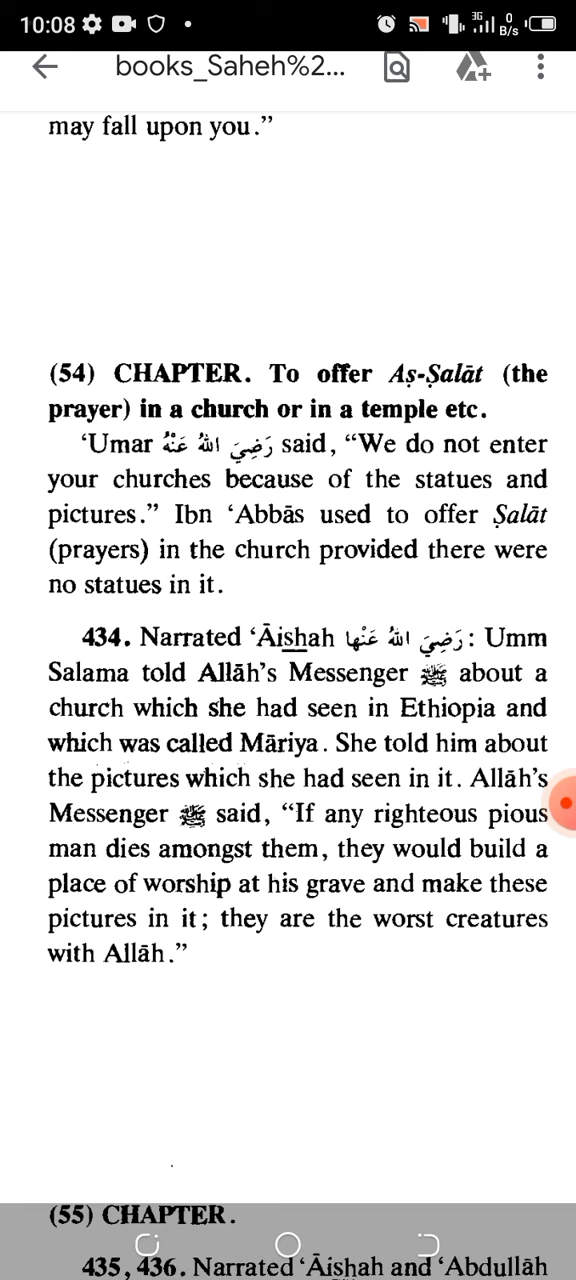 10:08
3G
0
B/s
books_Saheh%2...
may fall upon you.”
(54) CHAPTER. To offer Aṣ-Ṣalāt (the
prayer) in a church or in a temple etc.
‘Umar رَضِيَ اللهُ عَنْهُ said, “We do not enter
your churches because of the statues and
pictures.” Ibn ‘Abbās used to offer Ṣalāt
(prayers) in the church provided there were
no statues in it.
434. Narrated ‘Āishah رَضِيَ اللهُ عَنْها: Umm
Salama told Allāh’s Messenger ﷺ about a
church which she had seen in Ethiopia and
which was called Māriya. She told him about
the pictures which she had seen in it. Allāh’s
Messenger ﷺ said, “If any righteous pious
man dies amongst them, they would build a
place of worship at his grave and make these
pictures in it; they are the worst creatures
with Allāh.”
(55) CHAPTER.
435, 436. Narrated ‘Āishah and ‘Abdullāh